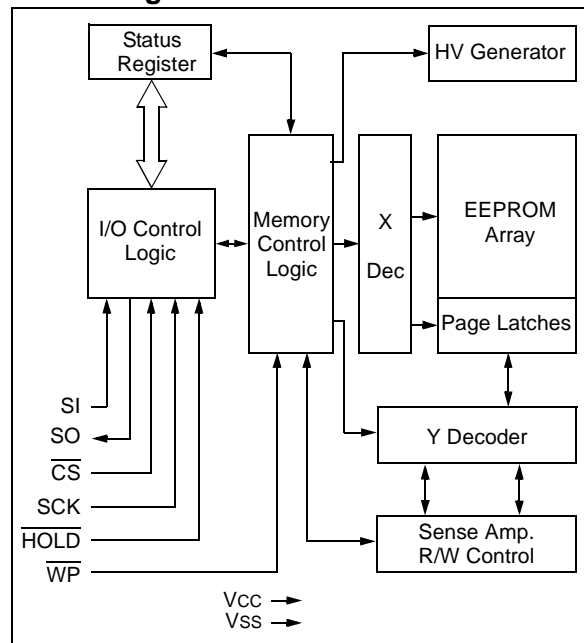 Status
Register
HV Generator
I/O Control
Logic
Memory
Control
Logic
X
Dec
EEPROM
Array
Page Latches
SI
SO
CS
SCK
HOLD
WP
Y Decoder
Sense Amp.
R/W Control
VCC
VSS